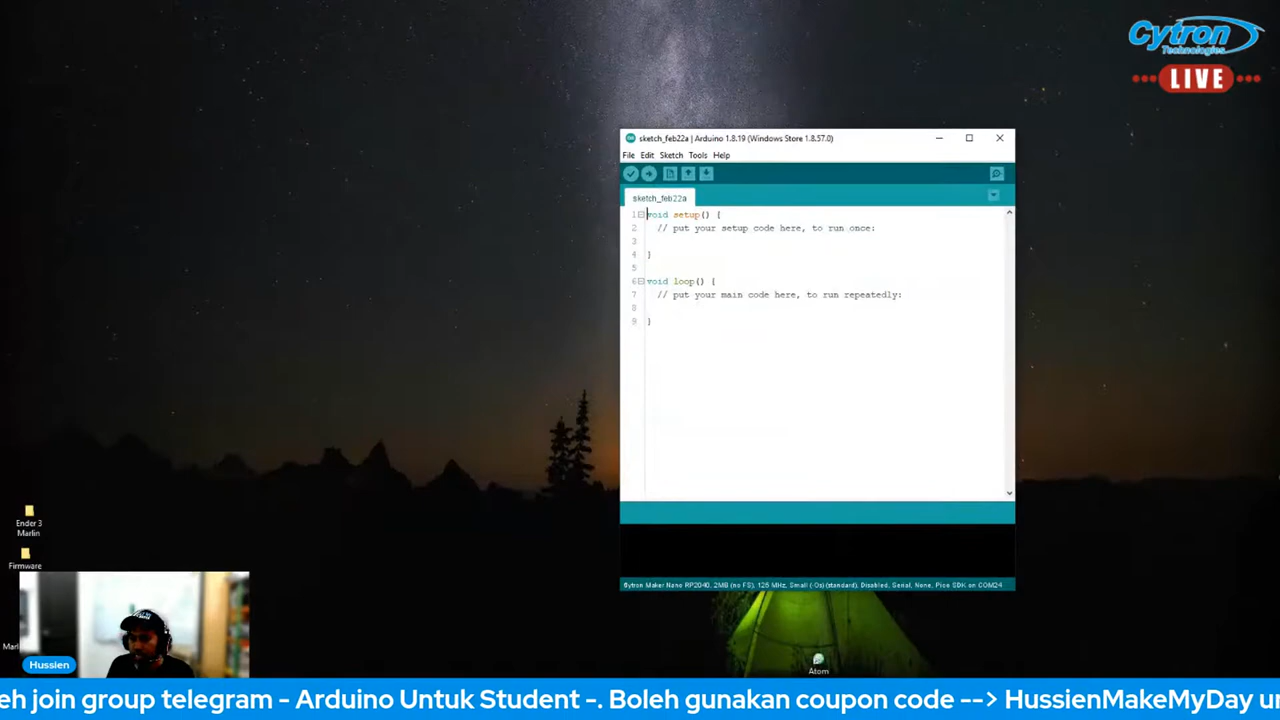 Cytron
Technologies
LIVE
sketch_feb22a | Arduino 1.8.19 (Windows Store 1.8.57.0)
File Edit Sketch Tools Help
sketch_feb22a
1 void setup() {
2 // put your setup code here, to run once:
3
4 }
5
6 void loop() {
7 // put your main code here, to run repeatedly:
8
9 }
Cytron Maker Nano RP2040, 2MB (no FS), 125 MHz, Small (-Os) (standard), Disabled, Serial, None, Pico SDK on COM24
Ender 3
Marlin
Firmware
Hussien
Atom
eh join group telegram - Arduino Untuk Student -. Boleh gunakan coupon code --> HussienMakeMyDay un